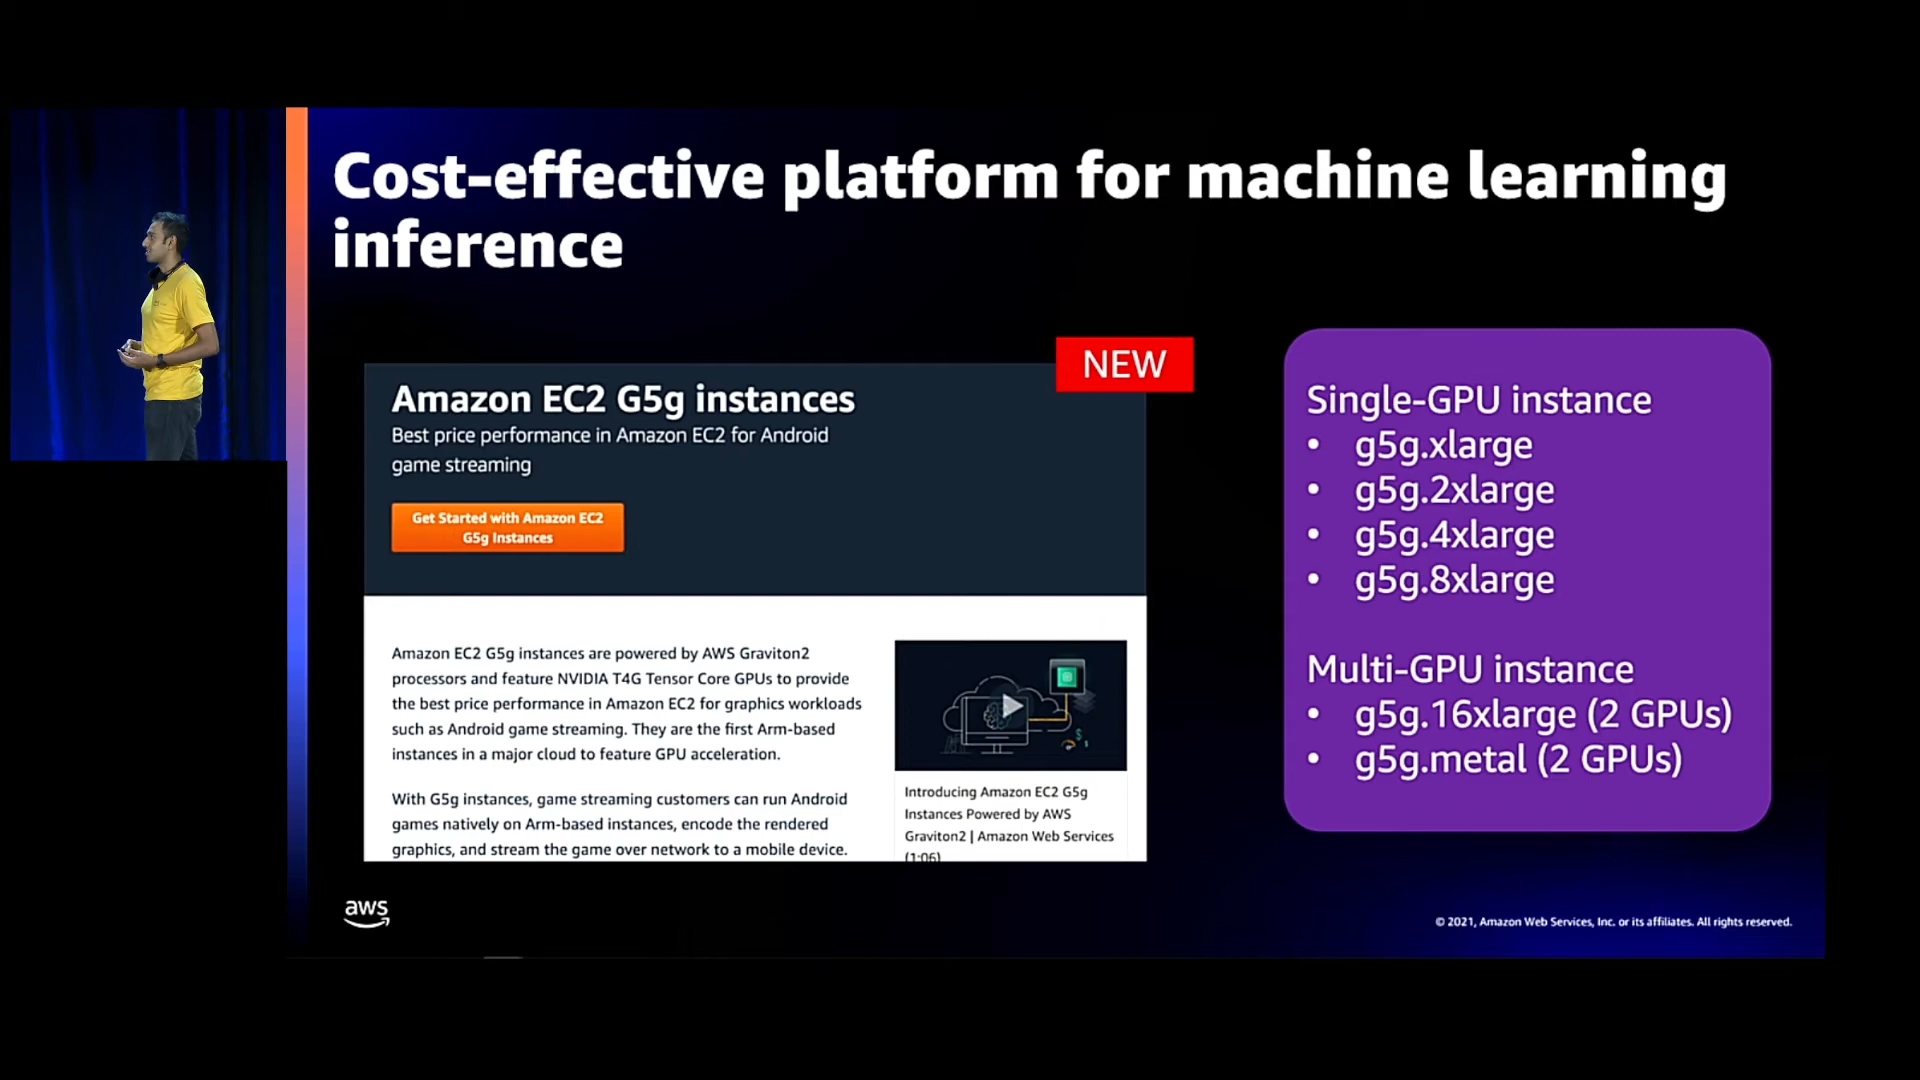 Cost-effective platform for machine learning
inference
NEW
Amazon EC2 G5g instances
Best price performance in Amazon EC2 for Android
game streaming
Get Started with Amazon EC2
G5g Instances
Amazon EC2 G5g instances are powered by AWS Graviton2
processors and feature NVIDIA T4G Tensor Core GPUs to provide
the best price performance in Amazon EC2 for graphics workloads
such as Android game streaming. They are the first Arm-based
instances in a major cloud to feature GPU acceleration.
With G5g instances, game streaming customers can run Android
games natively on Arm-based instances, encode the rendered
graphics, and stream the game over network to a mobile device.
Introducing Amazon EC2 G5g
Instances Powered by AWS
Graviton2 | Amazon Web Services
(1:06)
Single-GPU instance
• g5g.xlarge
• g5g.2xlarge
• g5g.4xlarge
• g5g.8xlarge
Multi-GPU instance
• g5g.16xlarge (2 GPUs)
• g5g.metal (2 GPUs)
aws
© 2021, Amazon Web Services, Inc. or its affiliates. All rights reserved.